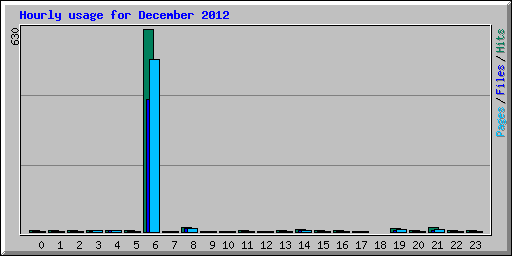 Hourly usage for December 2012
630
Pages/Files/Hits
0 1 2 3 4 5 6 7 8 9 10 11 12 13 14 15 16 17 18 19 20 21 22 23